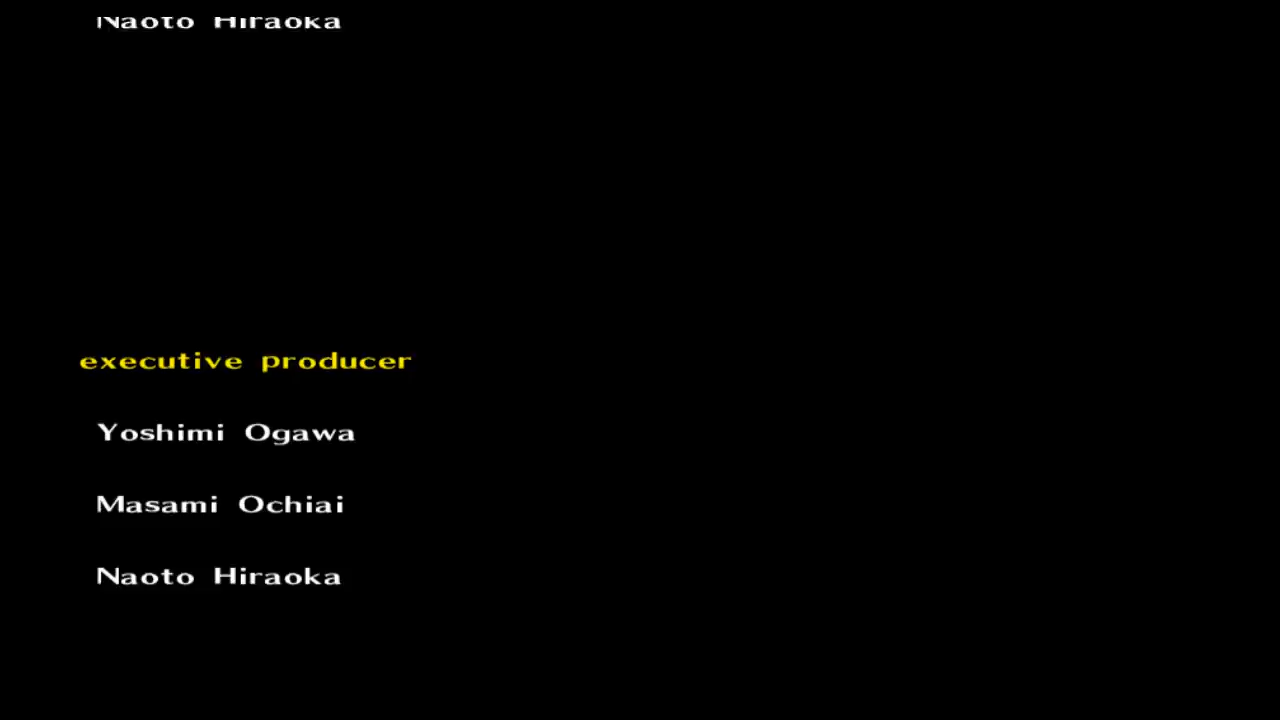 Naoto Hiraoka
executive producer
Yoshimi Ogawa
Masami Ochiai
Naoto Hiraoka